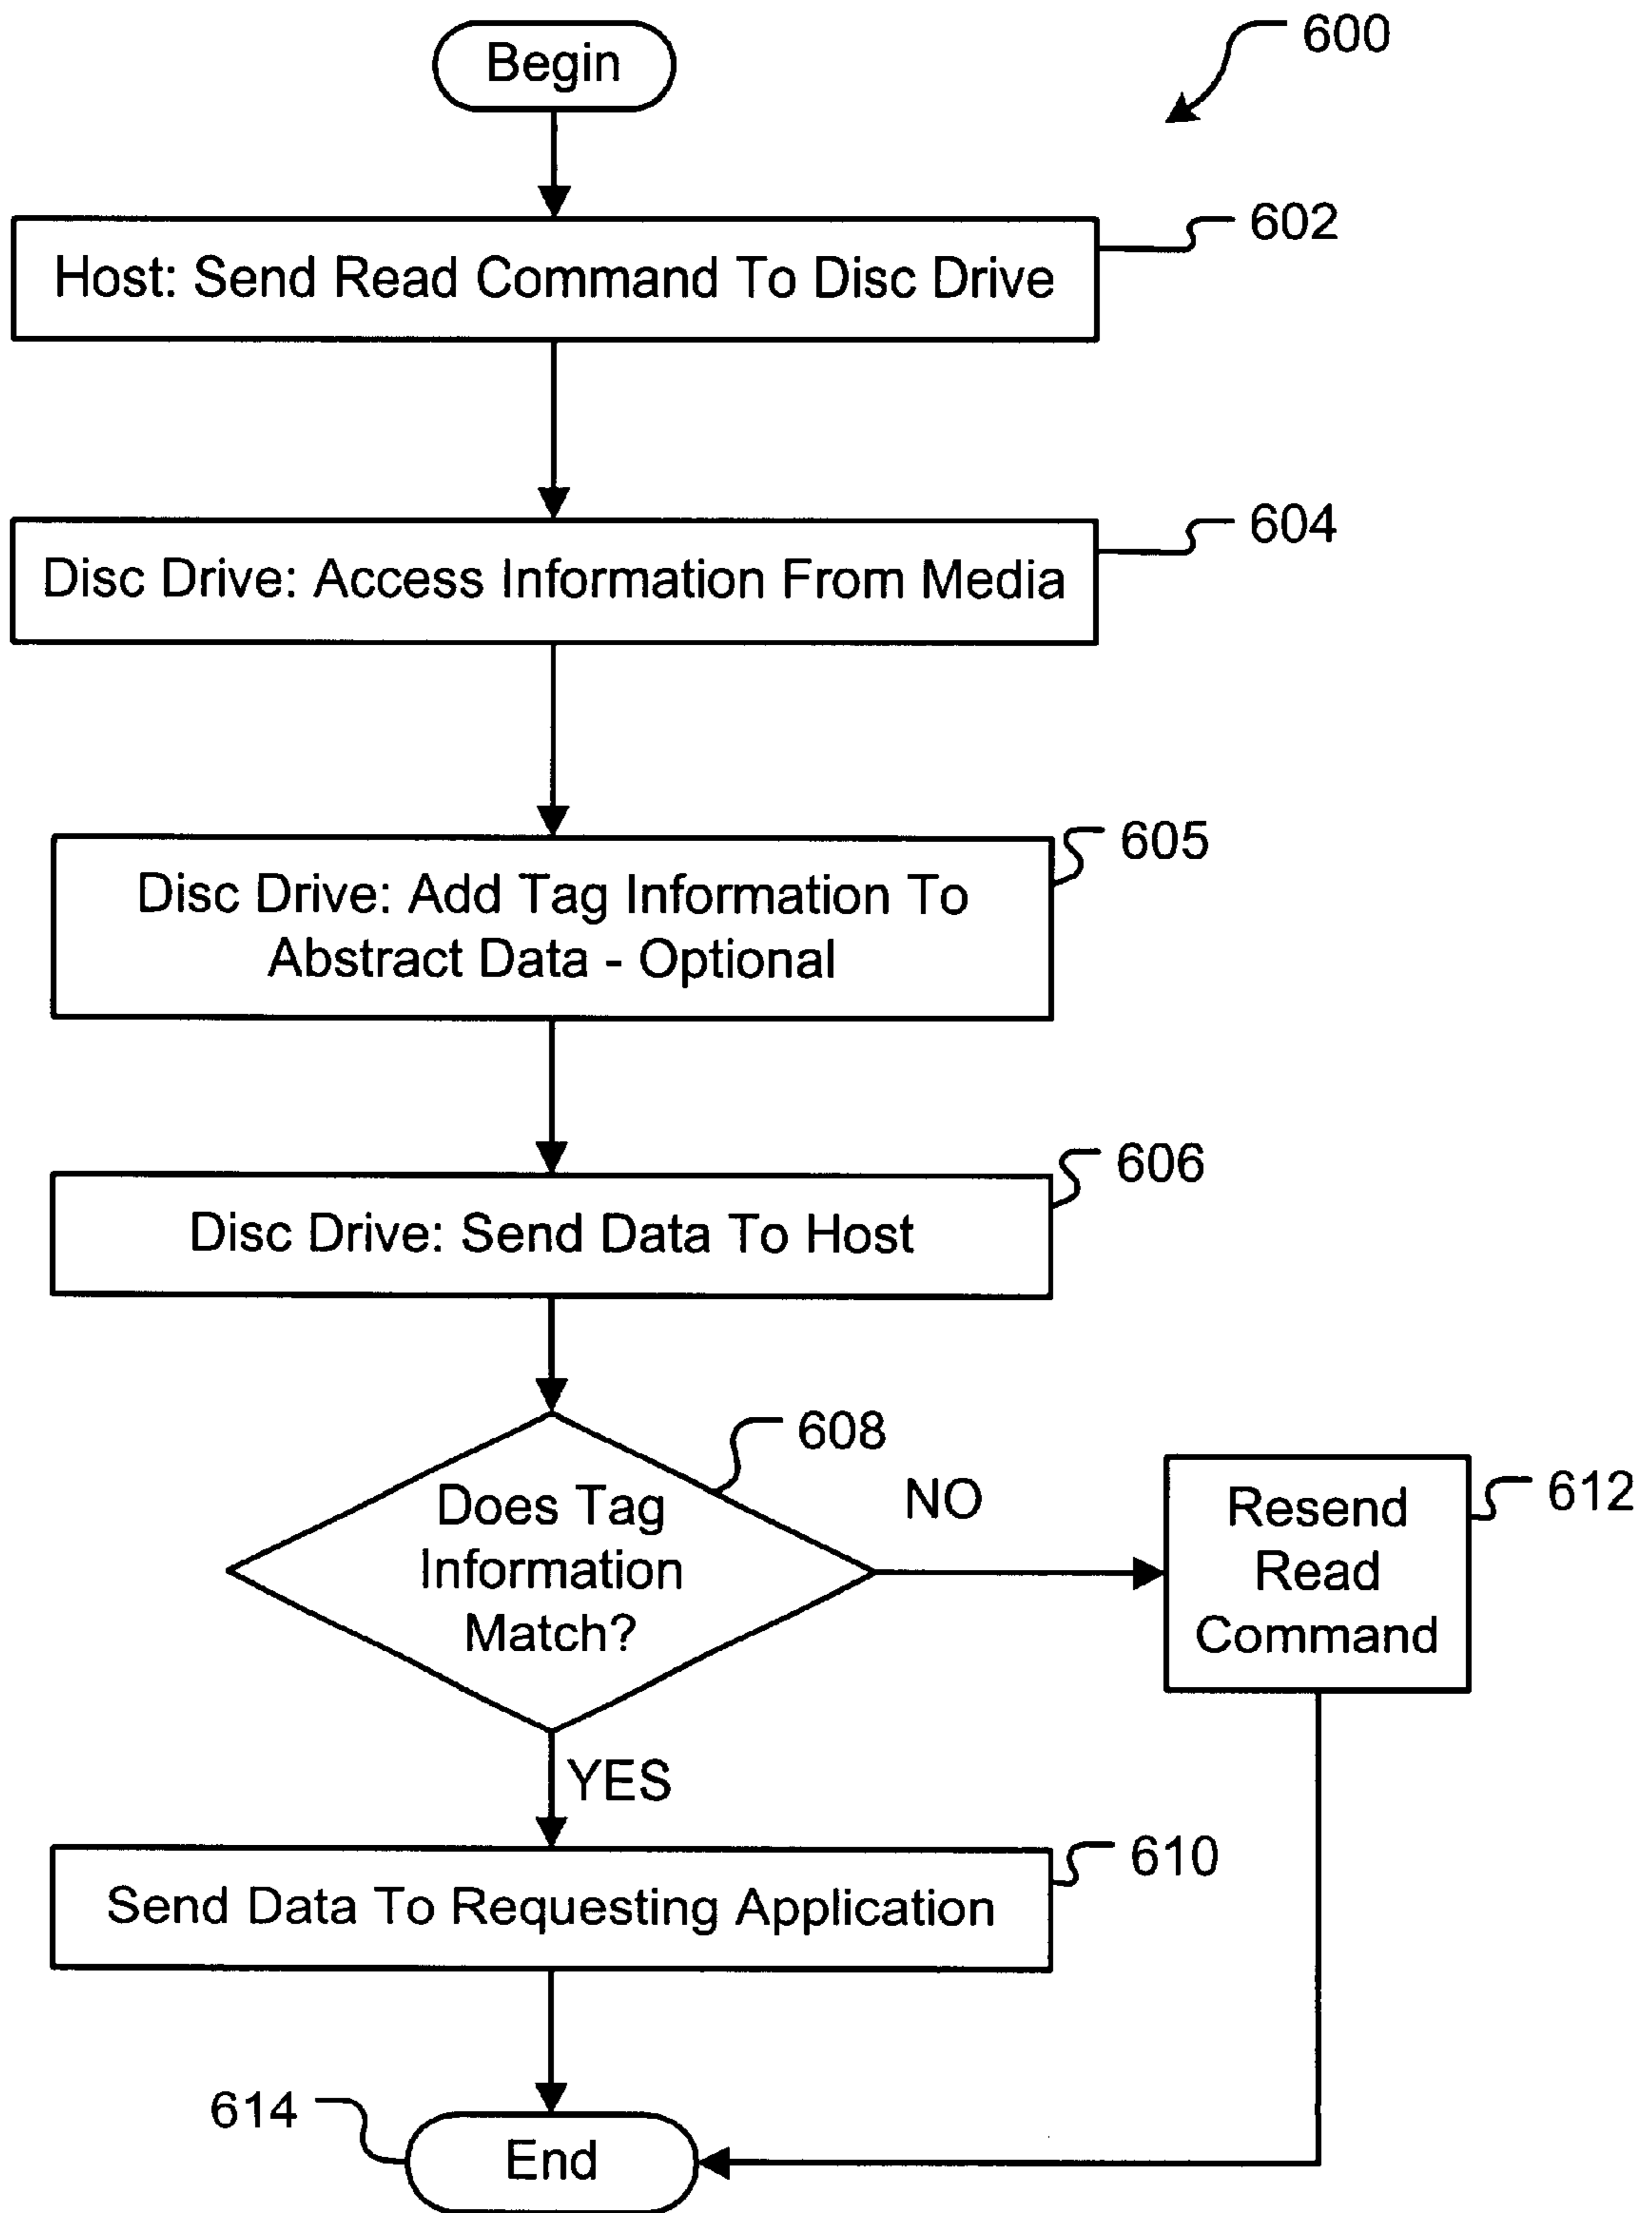 600
Begin
602
Host: Send Read Command To Disc Drive
604
Disc Drive: Access Information From Media
605
Disc Drive: Add Tag Information To
Abstract Data - Optional
606
Disc Drive: Send Data To Host
608
Does Tag
Information
Match?
NO
612
Resend
Read
Command
YES
610
Send Data To Requesting Application
614
End